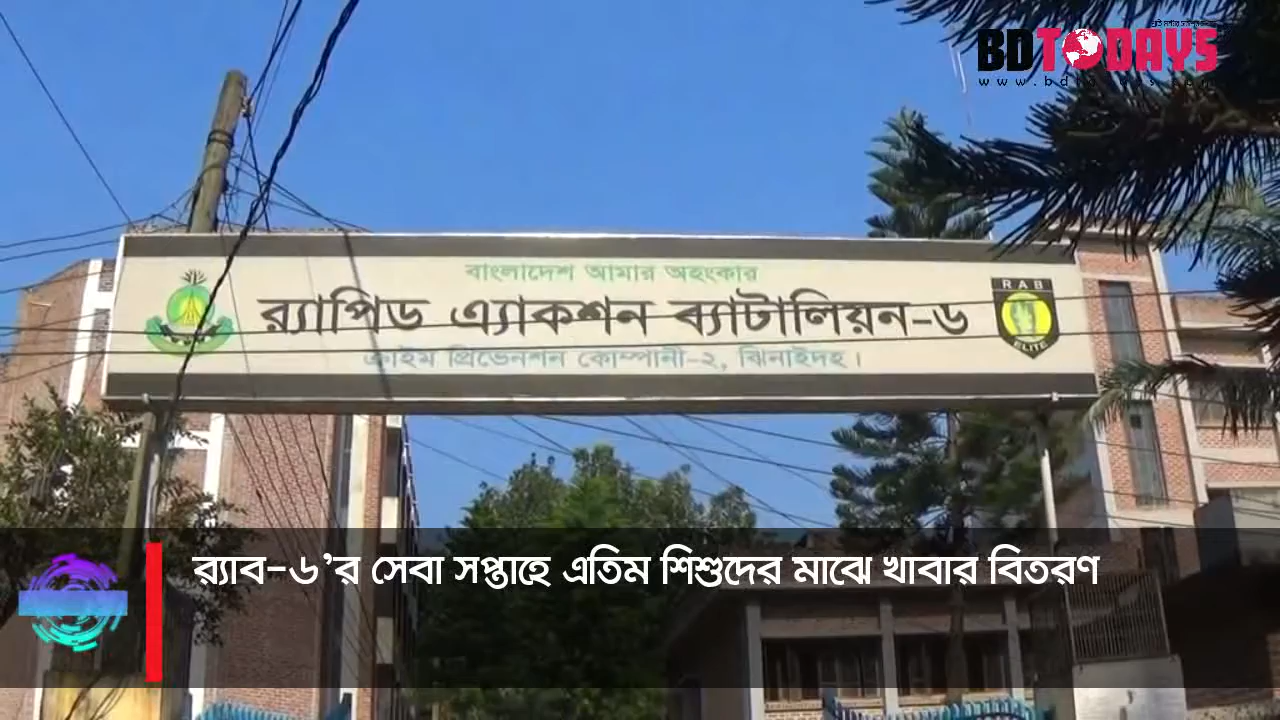 BDTODAYS
বাংলাদেশ আমার অহংকার
র‍্যাপিড এ্যাকশন ব্যাটালিয়ন-৬
RAB
ELITE
ক্রাইম প্রিভেনশন কোম্পানী-২, ঝিনাইদহ।
র‍্যাব-৬’র সেবা সপ্তাহে এতিম শিশুদের মাঝে খাবার বিতরণ